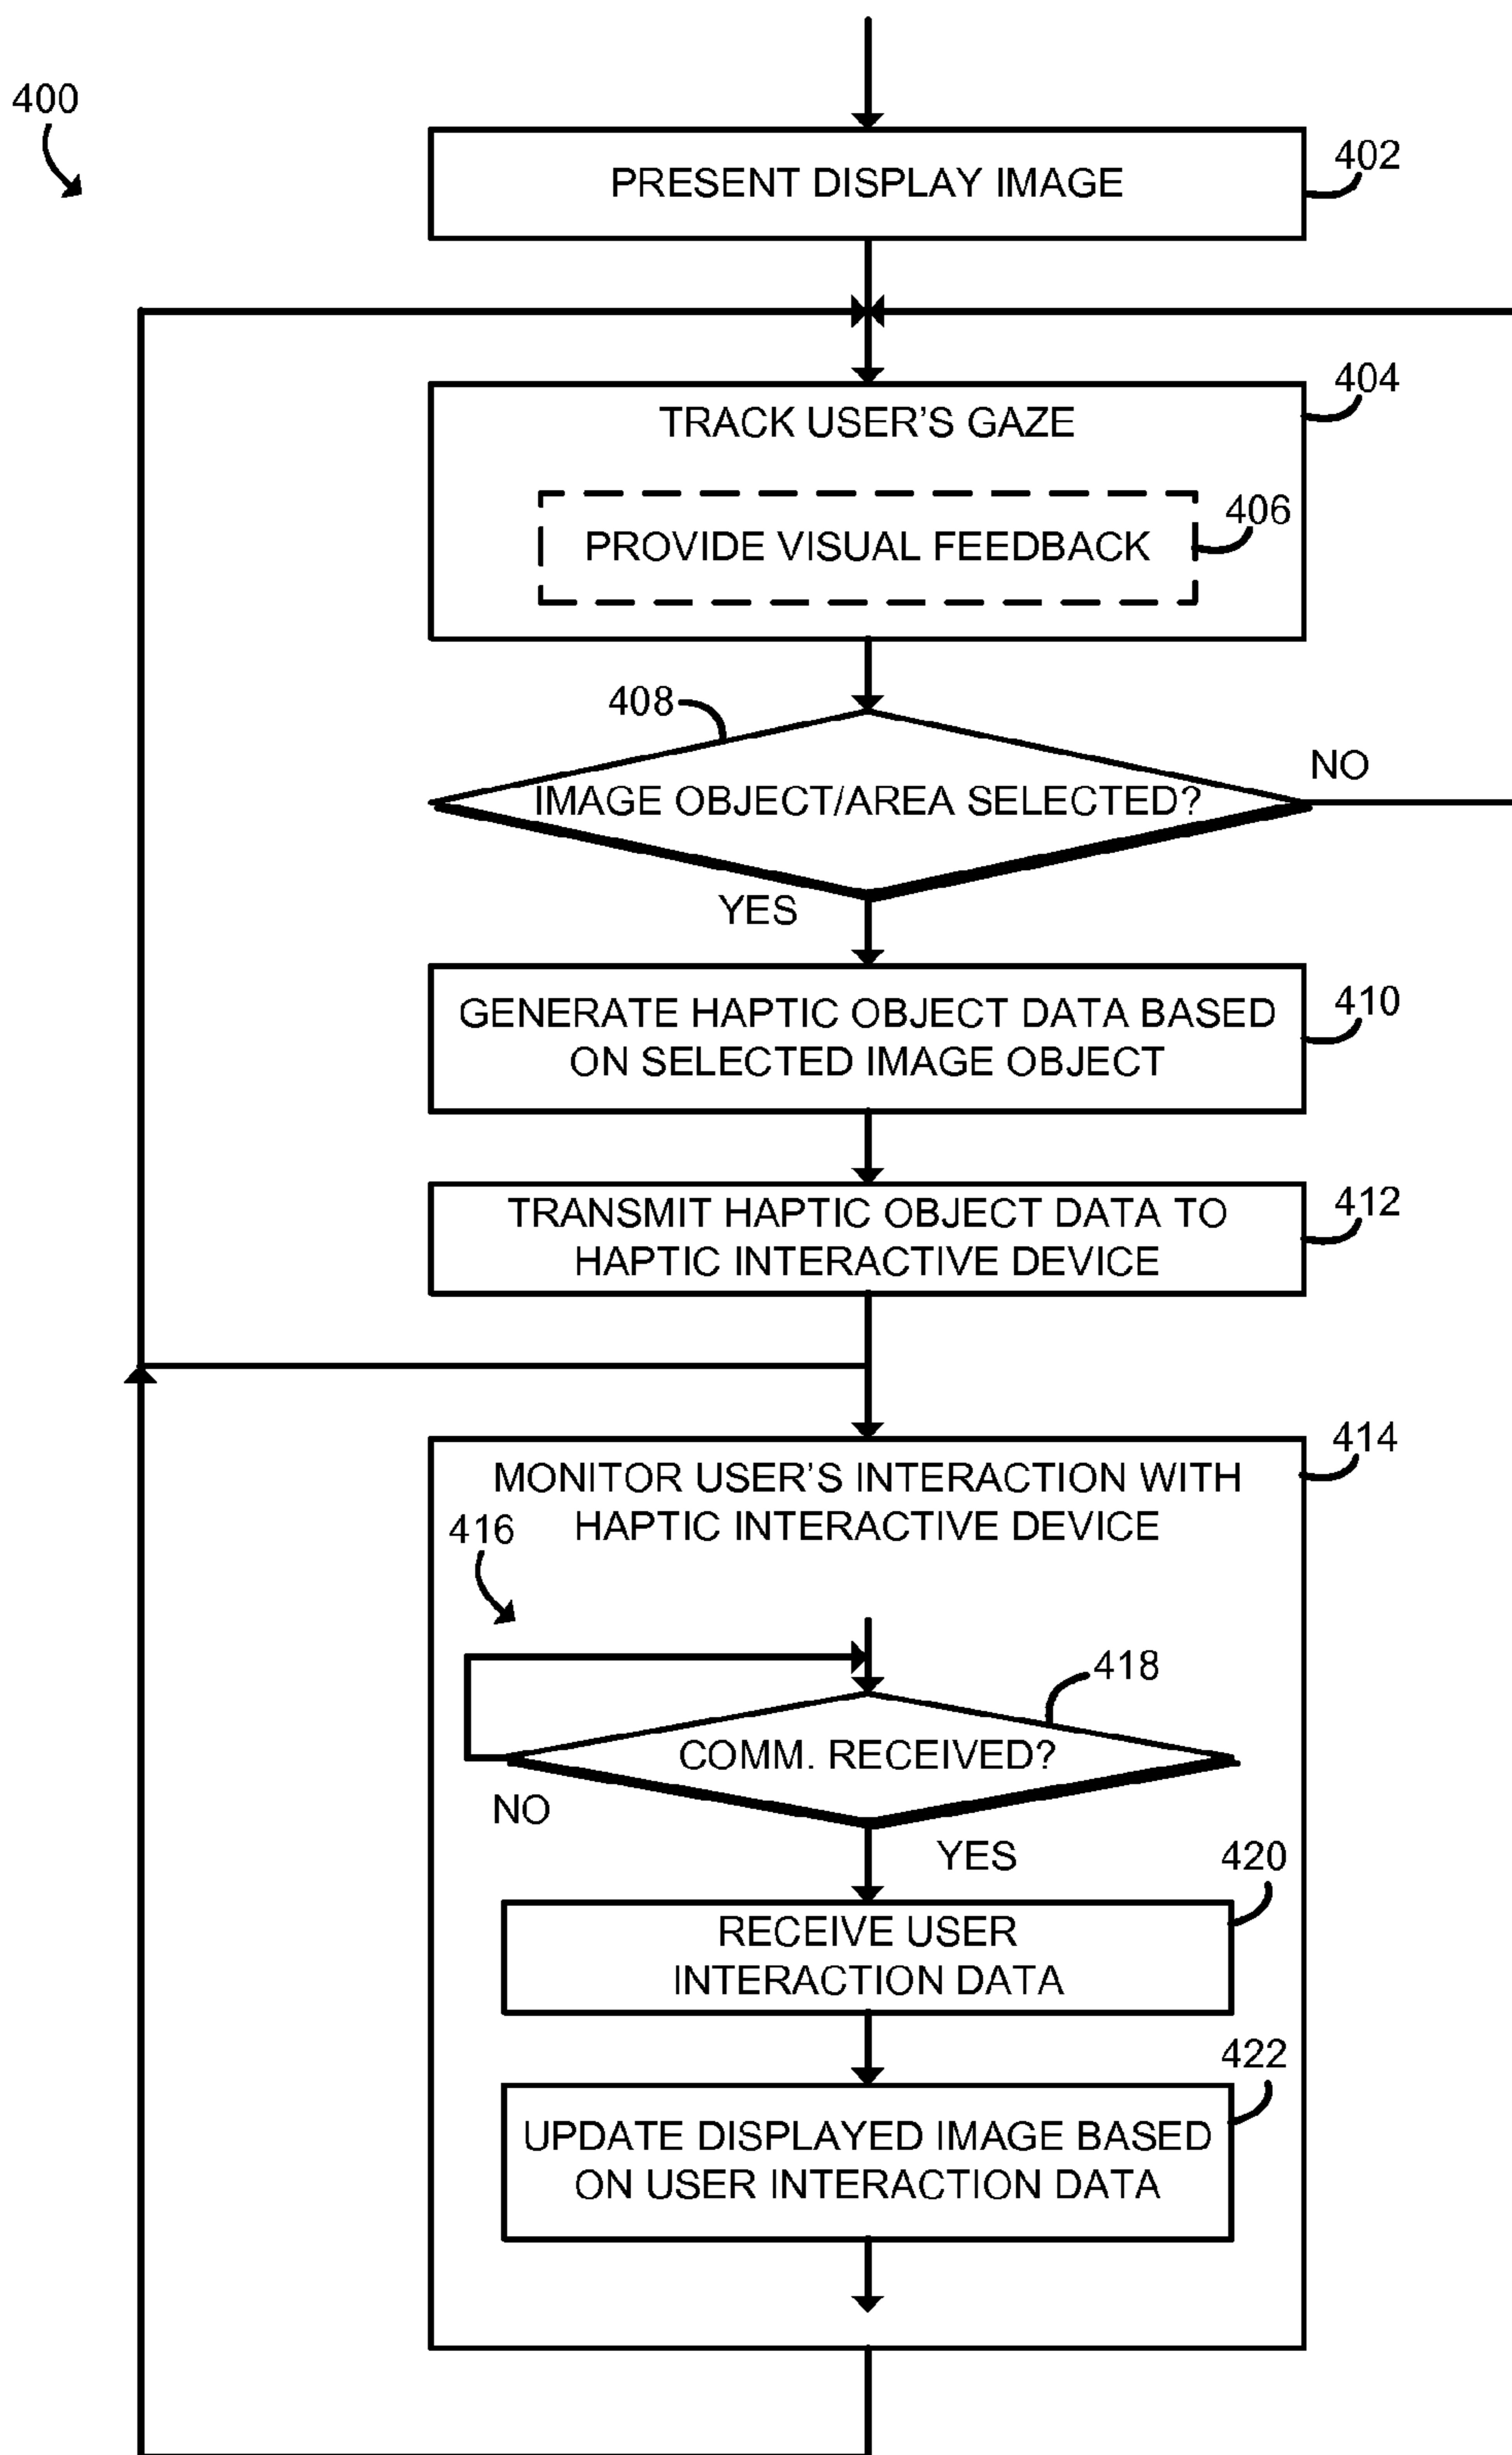 400
PRESENT DISPLAY IMAGE
402
TRACK USER'S GAZE
404
PROVIDE VISUAL FEEDBACK
406
408
IMAGE OBJECT/AREA SELECTED?
NO
YES
GENERATE HAPTIC OBJECT DATA BASED
ON SELECTED IMAGE OBJECT
410
TRANSMIT HAPTIC OBJECT DATA TO
HAPTIC INTERACTIVE DEVICE
412
MONITOR USER'S INTERACTION WITH
HAPTIC INTERACTIVE DEVICE
414
416
418
COMM. RECEIVED?
NO
YES
RECEIVE USER
INTERACTION DATA
420
UPDATE DISPLAYED IMAGE BASED
ON USER INTERACTION DATA
422